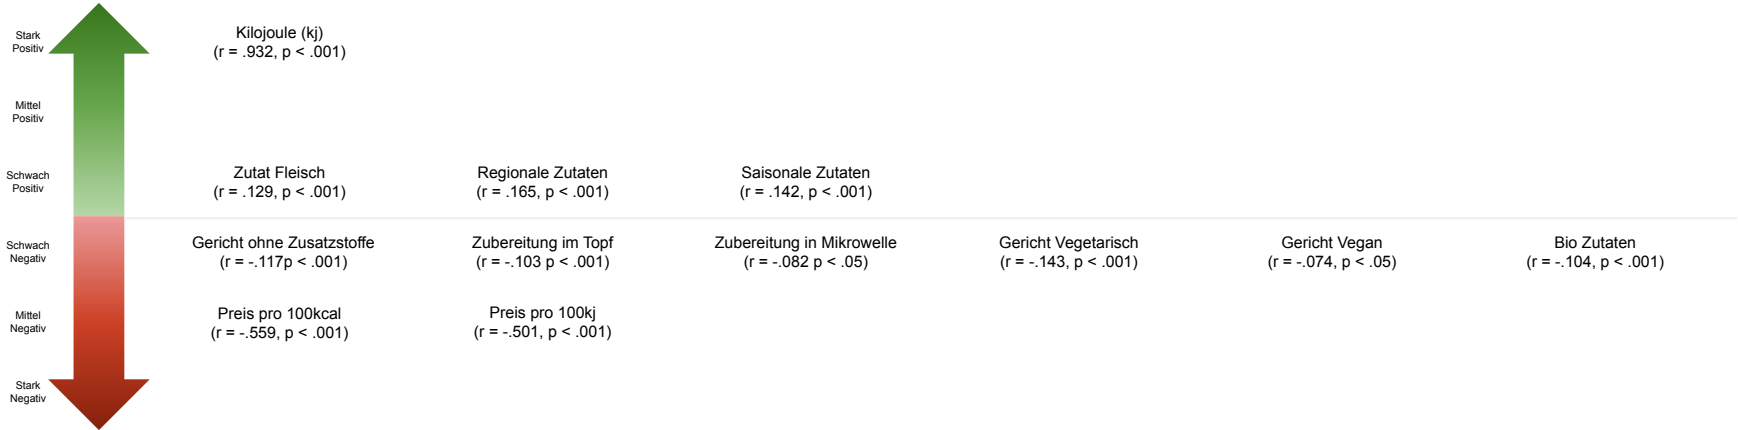 Stark
Positiv
Kilojoule (kj)
(r = .932, p < .001)
Mittel
Positiv
Schwach
Positiv
Zutat Fleisch
(r = .129, p < .001)
Regionale Zutaten
(r = .165, p < .001)
Saisonale Zutaten
(r = .142, p < .001)
Schwach
Negativ
Gericht ohne Zusatzstoffe
(r = -.117p < .001)
Zubereitung im Topf
(r = -.103 p < .001)
Zubereitung in Mikrowelle
(r = -.082 p < .05)
Gericht Vegetarisch
(r = -.143, p < .001)
Gericht Vegan
(r = -.074, p < .05)
Bio Zutaten
(r = -.104, p < .001)
Mittel
Negativ
Preis pro 100kcal
(r = -.559, p < .001)
Preis pro 100kj
(r = -.501, p < .001)
Stark
Negativ